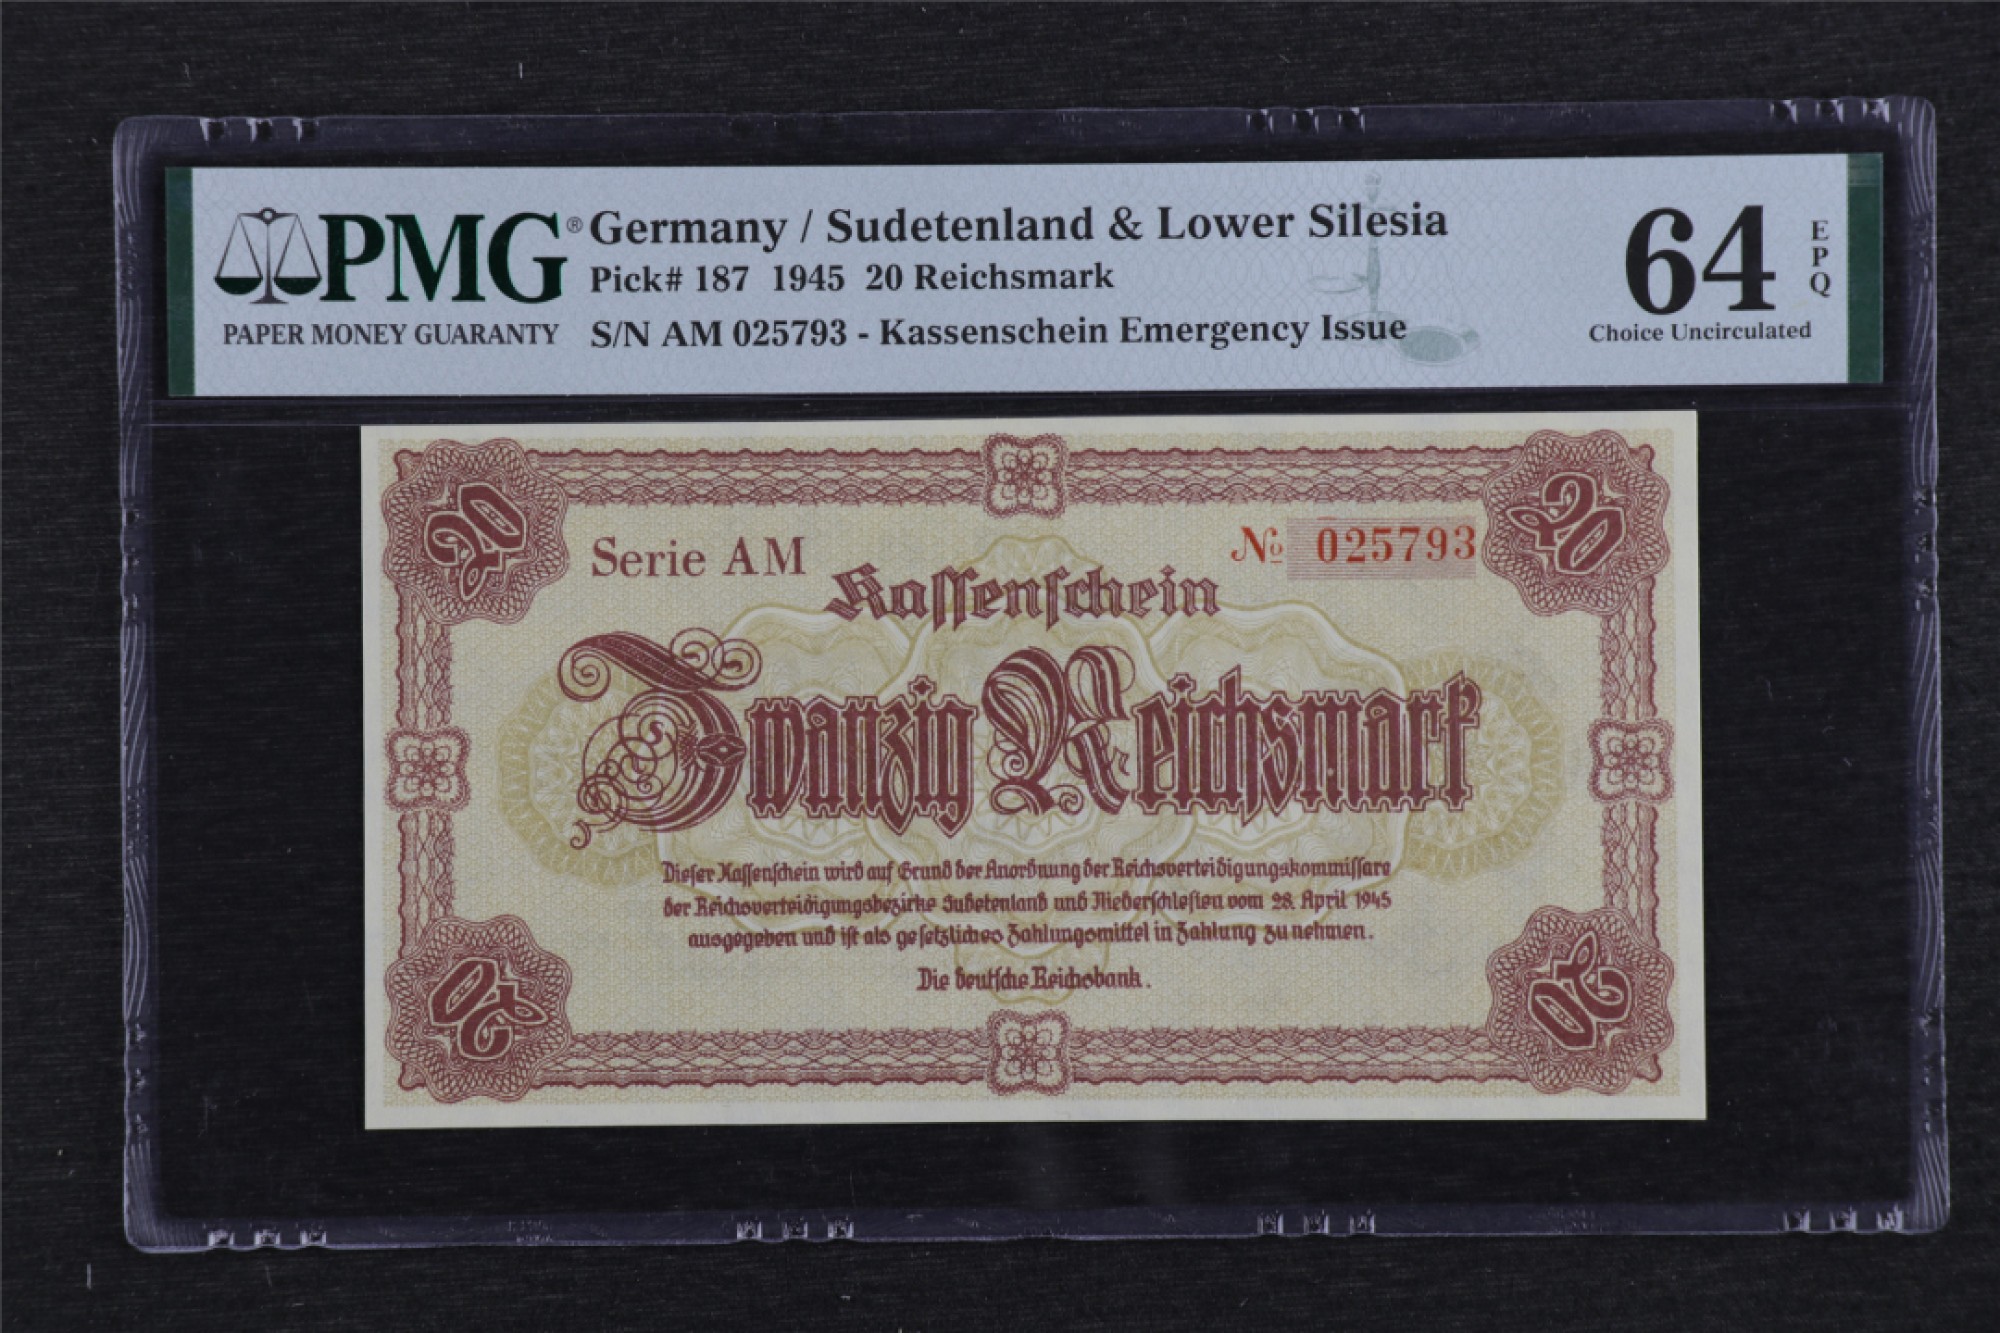 PMG®
PAPER MONEY GUARANTY
Germany / Sudetenland & Lower Silesia
Pick# 187 1945 20 Reichsmark
S/N AM 025793 - Kassenschein Emergency Issue
64
EPQ
Choice Uncirculated
20
20
Serie AM
№ 025793
Kassenschein
Zwanzig Reichsmark
Dieser Kassenschein wird auf Grund der Anordnung der Reichsverteidigungskommissare
der Reichsverteidigungsbezirke Sudetenland und Niederschlesien vom 28. April 1945
ausgegeben und ist als gesetzliches Zahlungsmittel in Zahlung zu nehmen.
Die deutsche Reichsbank.
20
20